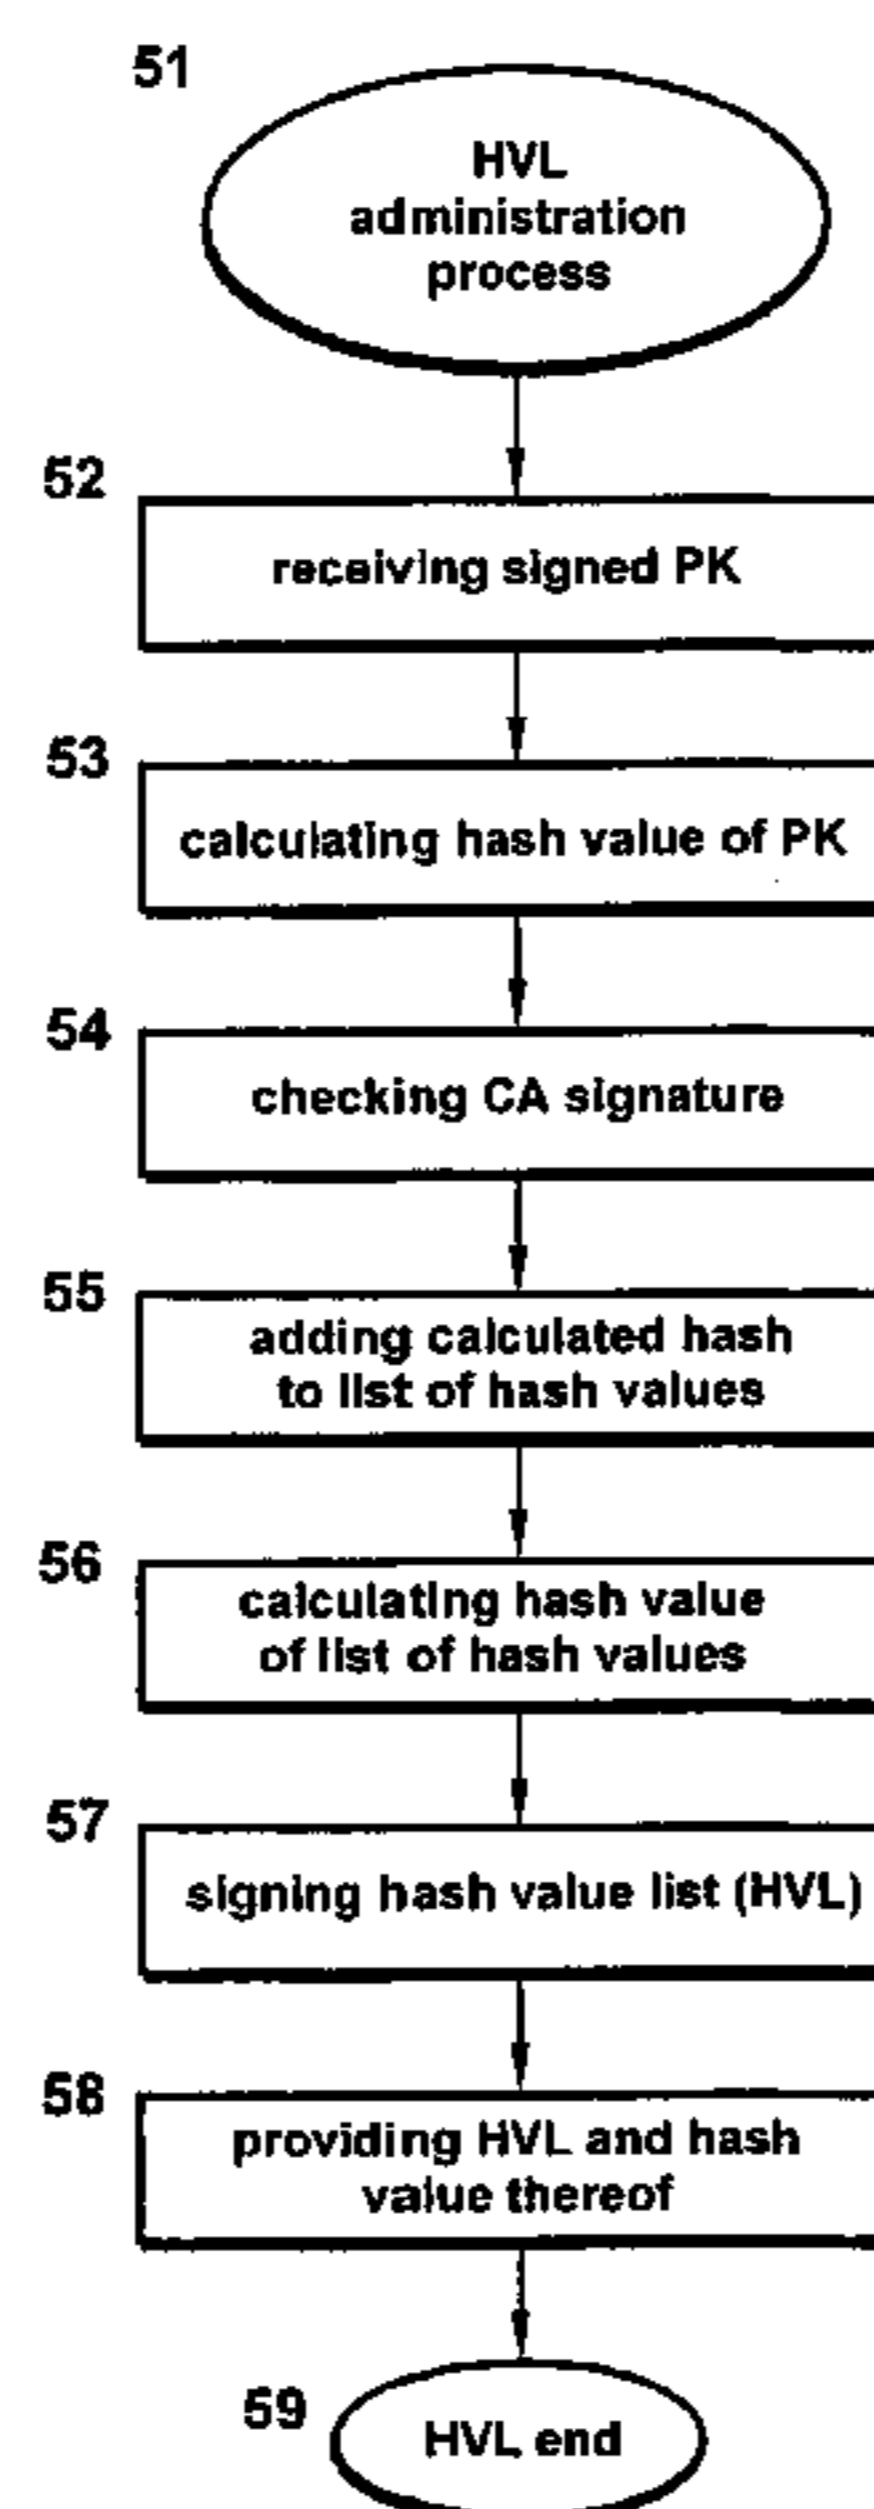 51
HVL
administration
process
52
receiving signed PK
53
calculating hash value of PK
54
checking CA signature
55
adding calculated hash
to list of hash values
56
calculating hash value
of list of hash values
57
signing hash value list (HVL)
58
providing HVL and hash
value thereof
59
HVL end